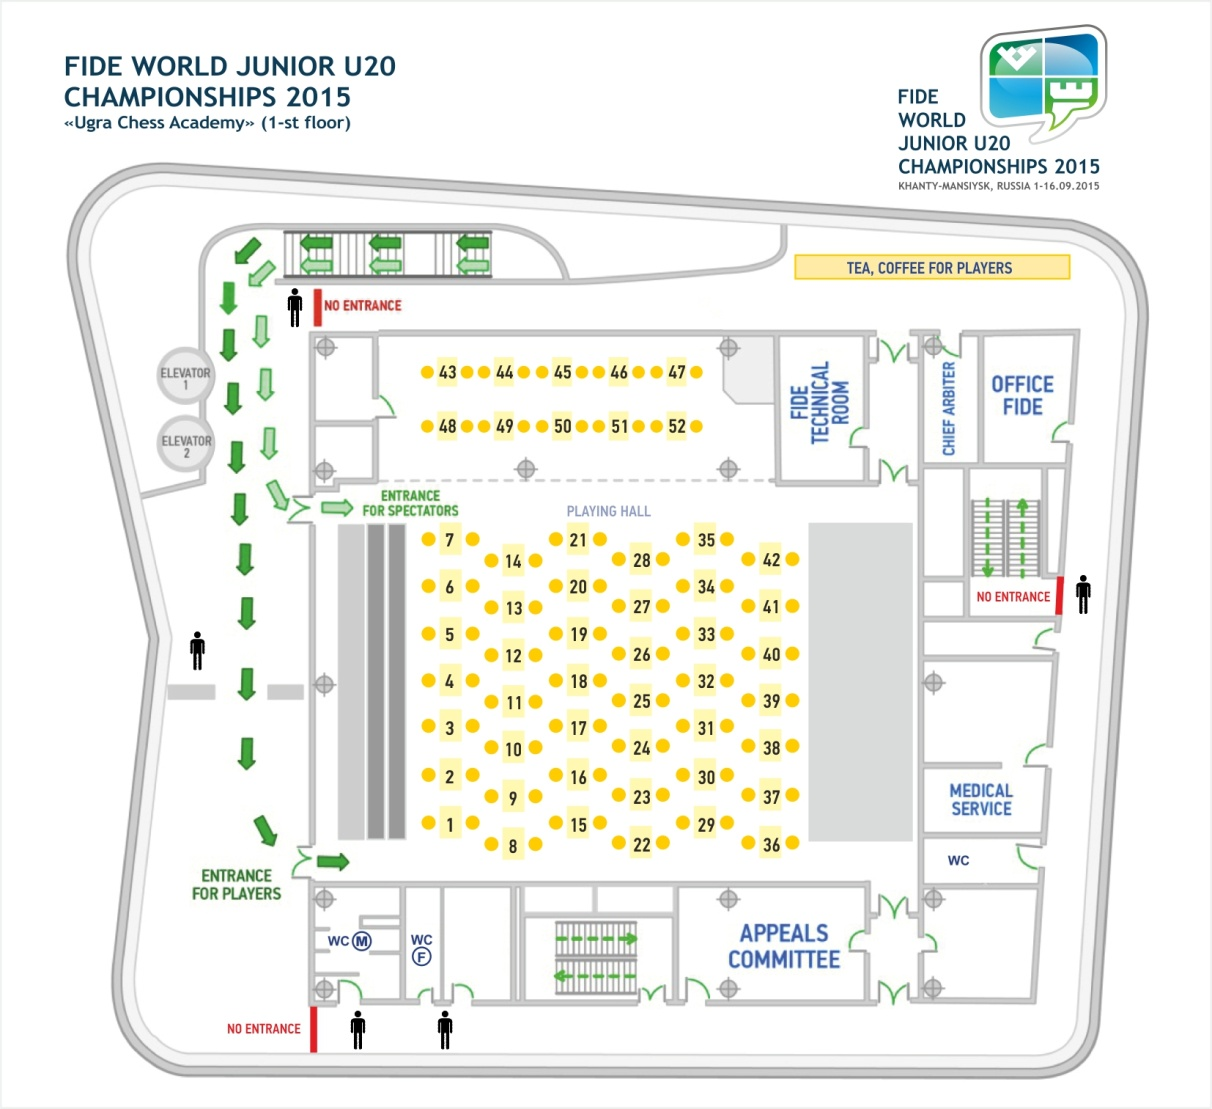 FIDE WORLD JUNIOR U20
CHAMPIONSHIPS 2015
«Ugra Chess Academy» (1-st floor)
FIDE
WORLD
JUNIOR U20
CHAMPIONSHIPS 2015
KHANTY-MANSIYSK, RUSSIA 1-16.09.2015
TEA, COFFEE FOR PLAYERS
NO ENTRANCE
ELEVATOR
1
ELEVATOR
2
43 44 45 46 47
48 49 50 51 52
FIDE
TECHNICAL
ROOM
CHIEF ARBITER
OFFICE
FIDE
ENTRANCE
FOR SPECTATORS
PLAYING HALL
7 21 35
14 28 42
6 20 34
13 27 41
5 19 33
12 26 40
4 18 32
11 25 39
3 17 31
10 24 38
2 16 30
9 23 37
1 15 29
8 22 36
NO ENTRANCE
MEDICAL
SERVICE
WC
ENTRANCE
FOR PLAYERS
WC M
WC
F
APPEALS
COMMITTEE
NO ENTRANCE